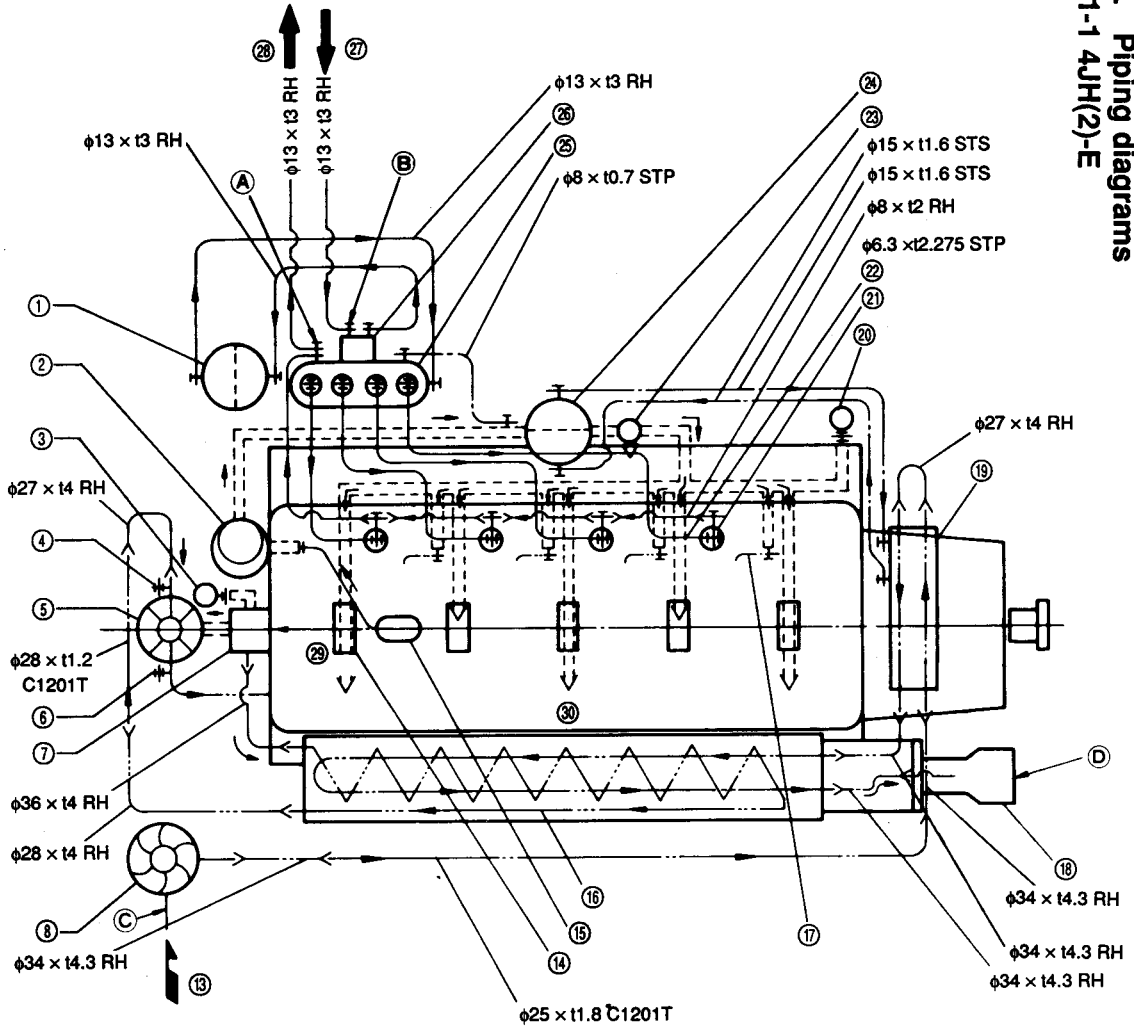 Piping diagrams
1-1 4JH(2)-E
28
27
φ13 × t3 RH
φ13 × t3 RH
φ13 × t3 RH
φ13 × t3 RH
A
B
26
25
φ8 × t0.7 STP
24
23
φ15 × t1.6 STS
φ15 × t1.6 STS
φ8 × t2 RH
φ6.3 ×t2.275 STP
22
21
20
φ27 × t4 RH
19
1
2
3
φ27 × t4 RH
4
5
φ28 × t1.2
C1201T
6
7
φ36 × t4 RH
φ28 × t4 RH
8
C
φ34 × t4.3 RH
13
29
30
D
18
φ34 × t4.3 RH
φ34 × t4.3 RH
φ34 × t4.3 RH
17
16
15
14
φ25 × t1.8 C1201T